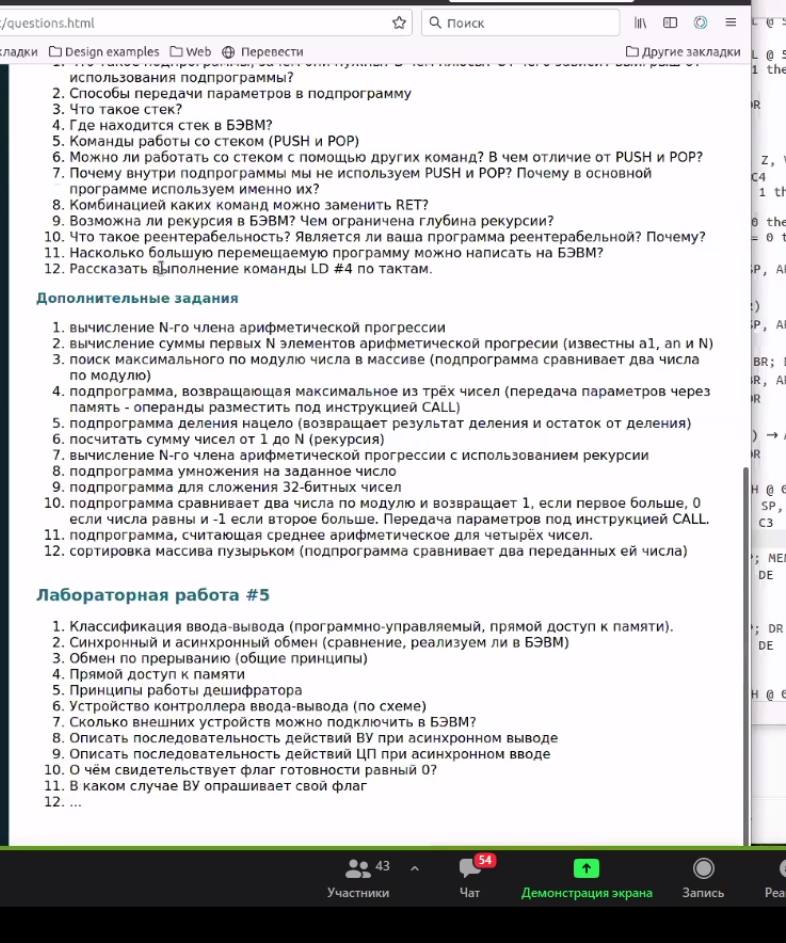 /questions.html
Поиск
ладки Design examples Web Перевести Другие закладки
использования подпрограммы?
2. Способы передачи параметров в подпрограмму
3. Что такое стек?
4. Где находится стек в БЭВМ?
5. Команды работы со стеком (PUSH и POP)
6. Можно ли работать со стеком с помощью других команд? В чем отличие от PUSH и POP?
7. Почему внутри подпрограммы мы не используем PUSH и POP? Почему в основной
программе используем именно их?
8. Комбинацией каких команд можно заменить RET?
9. Возможна ли рекурсия в БЭВМ? Чем ограничена глубина рекурсии?
10. Что такое реентерабельность? Является ли ваша программа реентерабельной? Почему?
11. Насколько большую перемещаемую программу можно написать на БЭВМ?
12. Рассказать выполнение команды LD #4 по тактам.
Дополнительные задания
1. вычисление N-го члена арифметической прогрессии
2. вычисление суммы первых N элементов арифметической прогресии (известны a1, an и N)
3. поиск максимального по модулю числа в массиве (подпрограмма сравнивает два числа
по модулю)
4. подпрограмма, возвращающая максимальное из трёх чисел (передача параметров через
память - операнды разместить под инструкцией CALL)
5. подпрограмма деления нацело (возвращает результат деления и остаток от деления)
6. посчитать сумму чисел от 1 до N (рекурсия)
7. вычисление N-го члена арифметической прогрессии с использованием рекурсии
8. подпрограмма умножения на заданное число
9. подпрограмма для сложения 32-битных чисел
10. подпрограмма сравнивает два числа по модулю и возвращает 1, если первое больше, 0
если числа равны и -1 если второе больше. Передача параметров под инструкцией CALL.
11. подпрограмма, считающая среднее арифметическое для четырёх чисел.
12. сортировка массива пузырьком (подпрограмма сравнивает два переданных ей числа)
Лабораторная работа #5
1. Классификация ввода-вывода (программно-управляемый, прямой доступ к памяти).
2. Синхронный и асинхронный обмен (сравнение, реализуем ли в БЭВМ)
3. Обмен по прерыванию (общие принципы)
4. Прямой доступ к памяти
5. Принципы работы дешифратора
6. Устройство контроллера ввода-вывода (по схеме)
7. Сколько внешних устройств можно подключить в БЭВМ?
8. Описать последовательность действий ВУ при асинхронном выводе
9. Описать последовательность действий ЦП при асинхронном вводе
10. О чём свидетельствует флаг готовности равный 0?
11. В каком случае ВУ опрашивает свой флаг
12. ...
43 54
Участники Чат Демонстрация экрана Запись